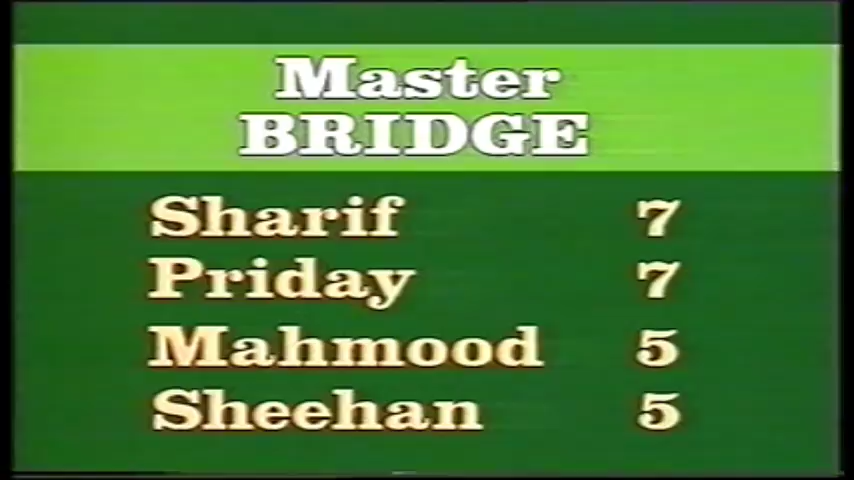 Master
BRIDGE
Sharif 7
Priday 7
Mahmood 5
Sheehan 5